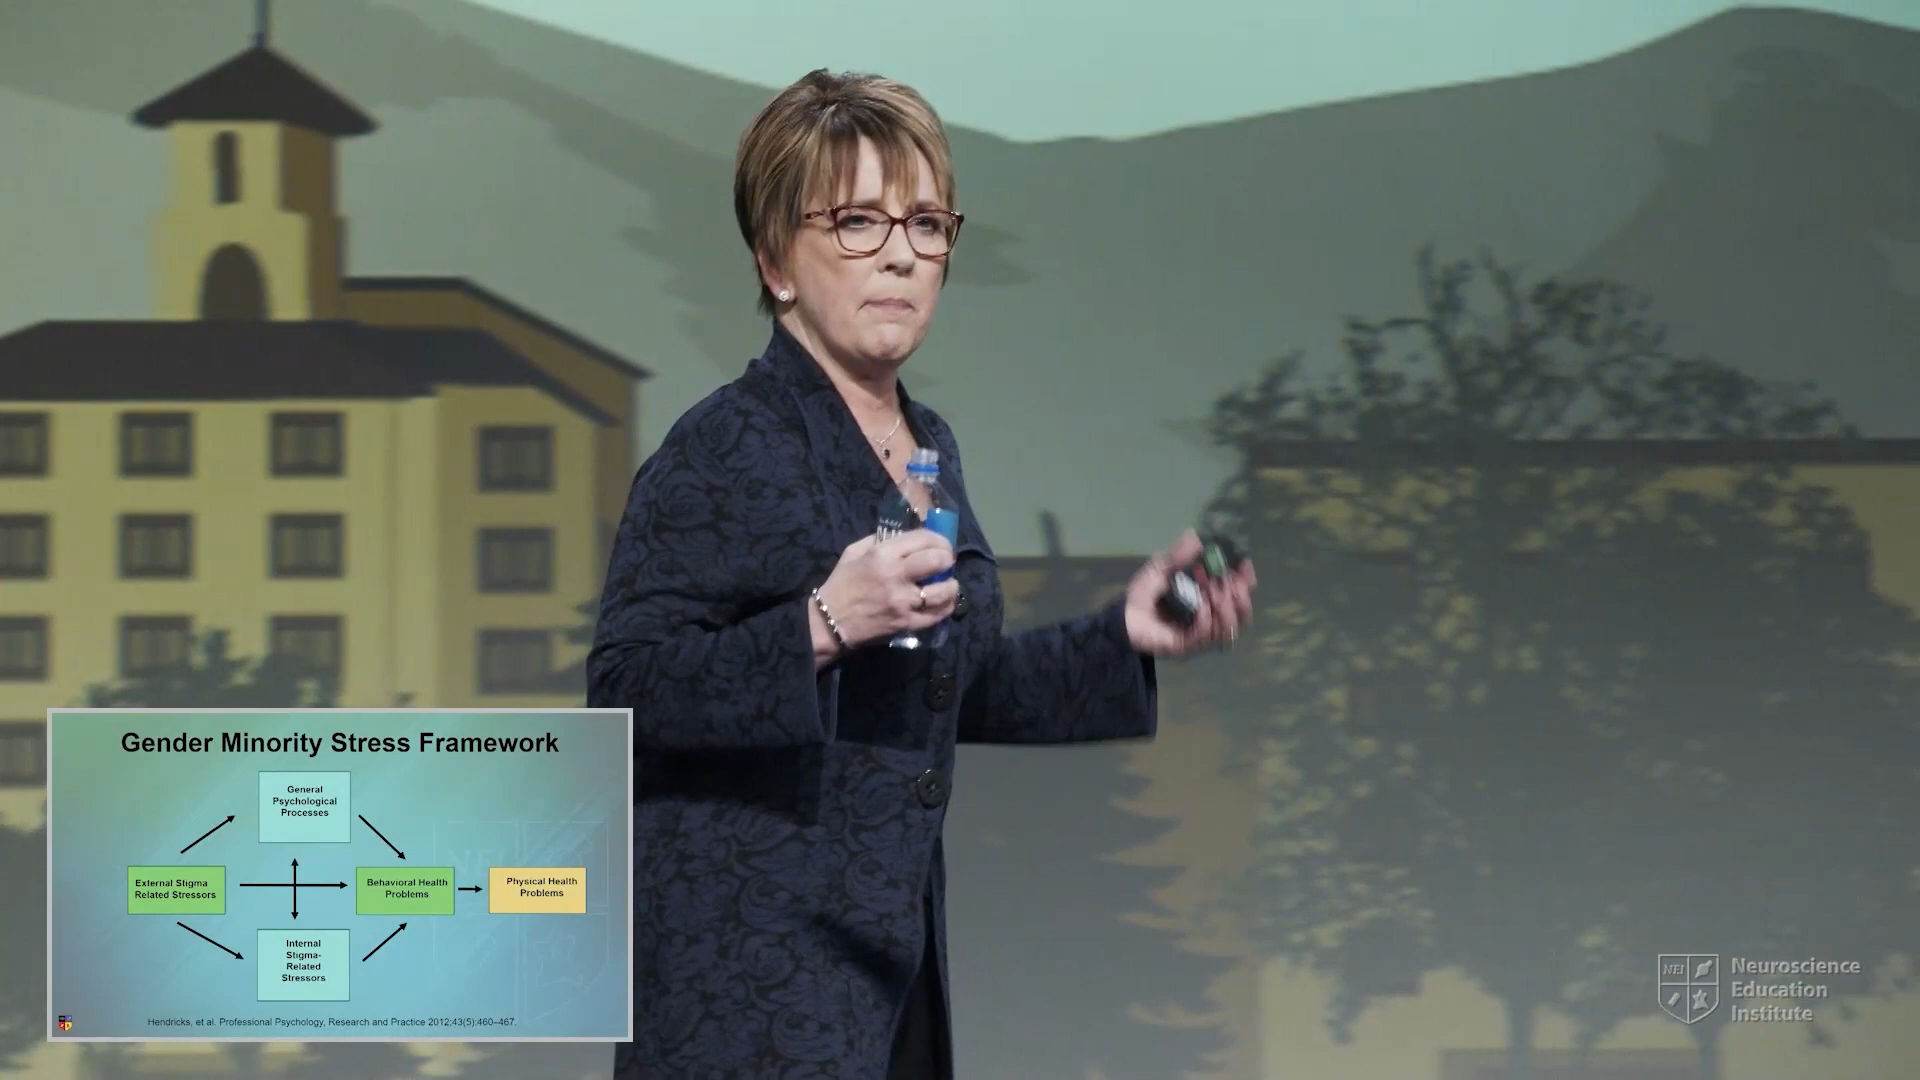 Gender Minority Stress Framework
General
Psychological
Processes
External Stigma
Related Stressors
Behavioral Health
Problems
Physical Health
Problems
Internal
Stigma-
Related
Stressors
Hendricks, et al. Professional Psychology, Research and Practice 2012;43(5):460–467.
NEI
Neuroscience
Education
Institute